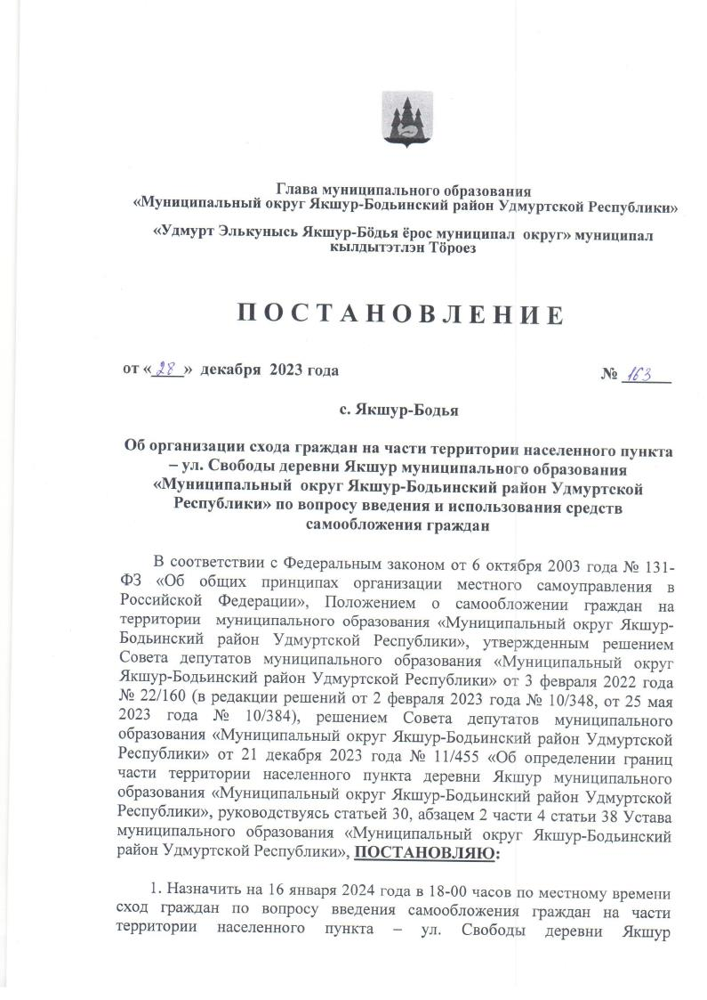 Глава муниципального образования
«Муниципальный округ Якшур-Бодьинский район Удмуртской Республики»
«Удмурт Элькунысь Якшур-Бӧдья ёрос муниципал округ» муниципал
кылдытэтлэн Тӧроез
П О С Т А Н О В Л Е Н И Е
от «28» декабря 2023 года № 163
с. Якшур-Бодья
Об организации схода граждан на части территории населенного пункта
– ул. Свободы деревни Якшур муниципального образования
«Муниципальный округ Якшур-Бодьинский район Удмуртской
Республики» по вопросу введения и использования средств
самообложения граждан
В соответствии с Федеральным законом от 6 октября 2003 года № 131-
ФЗ «Об общих принципах организации местного самоуправления в
Российской Федерации», Положением о самообложении граждан на
территории муниципального образования «Муниципальный округ Якшур-
Бодьинский район Удмуртской Республики», утвержденным решением
Совета депутатов муниципального образования «Муниципальный округ
Якшур-Бодьинский район Удмуртской Республики» от 3 февраля 2022 года
№ 22/160 (в редакции решений от 2 февраля 2023 года № 10/348, от 25 мая
2023 года № 10/384), решением Совета депутатов муниципального
образования «Муниципальный округ Якшур-Бодьинский район Удмуртской
Республики» от 21 декабря 2023 года № 11/455 «Об определении границ
части территории населенного пункта деревни Якшур муниципального
образования «Муниципальный округ Якшур-Бодьинский район Удмуртской
Республики», руководствуясь статьей 30, абзацем 2 части 4 статьи 38 Устава
муниципального образования «Муниципальный округ Якшур-Бодьинский
район Удмуртской Республики», ПОСТАНОВЛЯЮ:
1. Назначить на 16 января 2024 года в 18-00 часов по местному времени
сход граждан по вопросу введения самообложения граждан на части
территории населенного пункта – ул. Свободы деревни Якшур